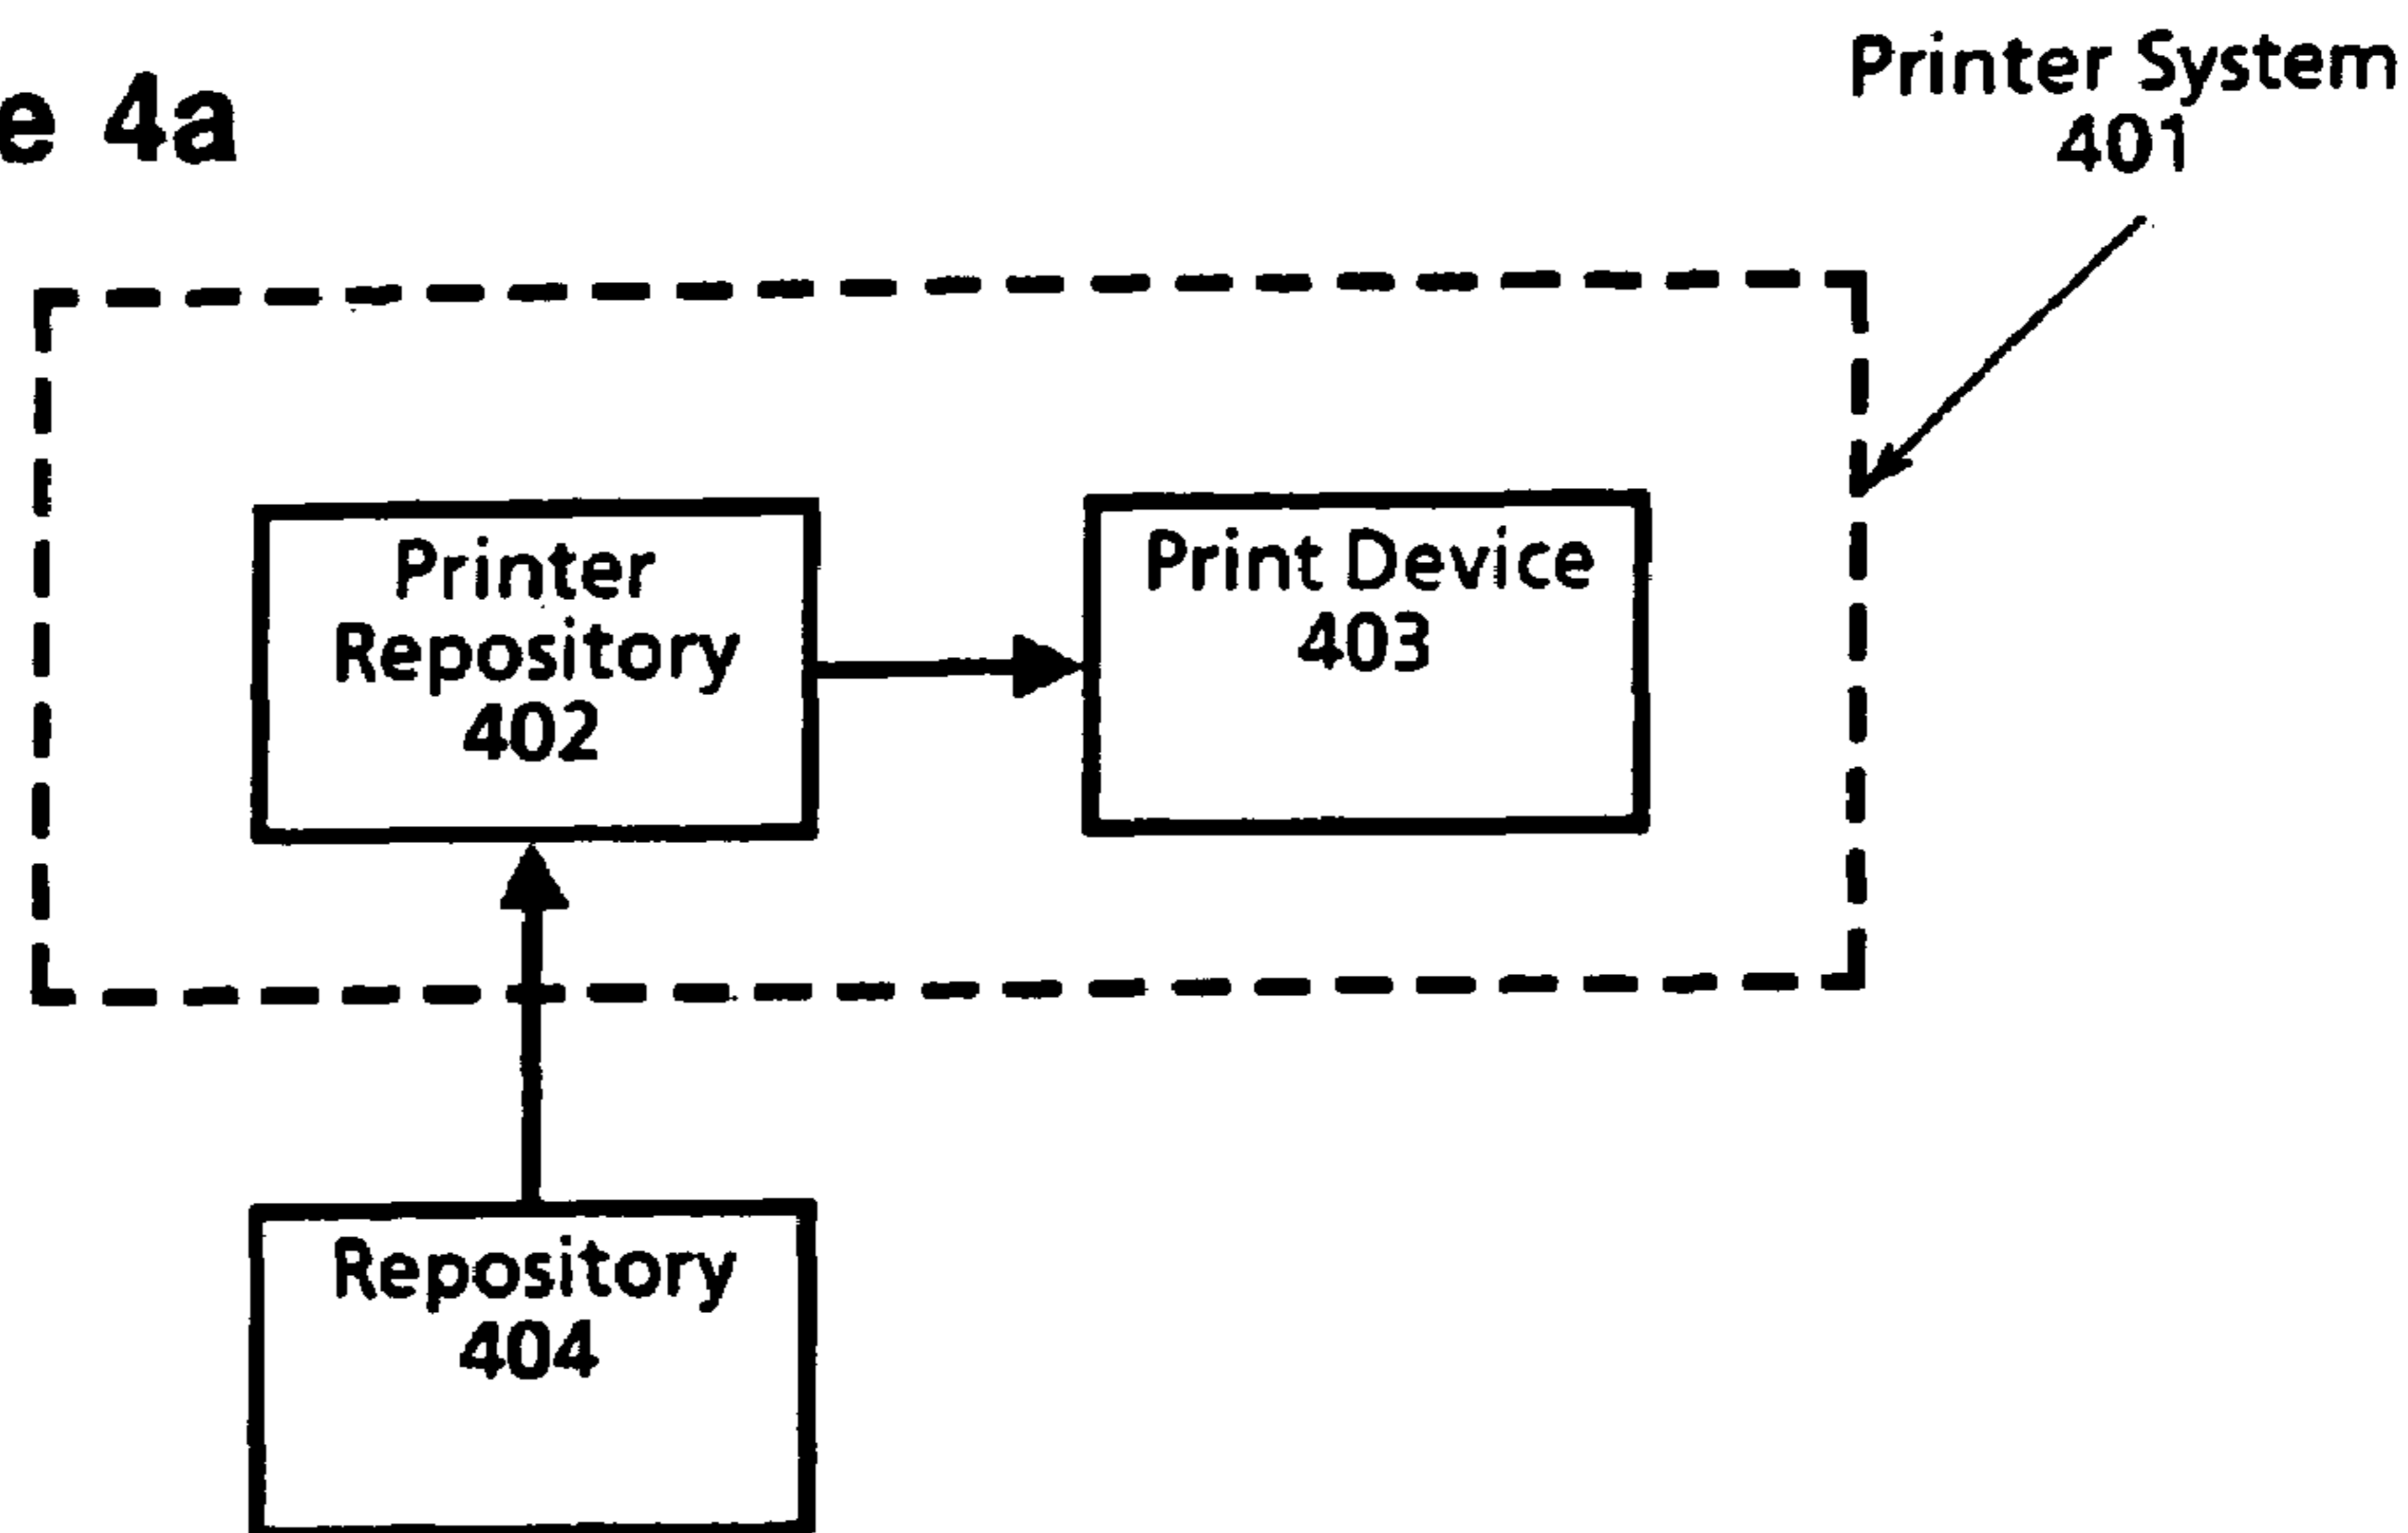 e 4a
Printer System
401
Printer
Repository
402
Print Device
403
Repository
404